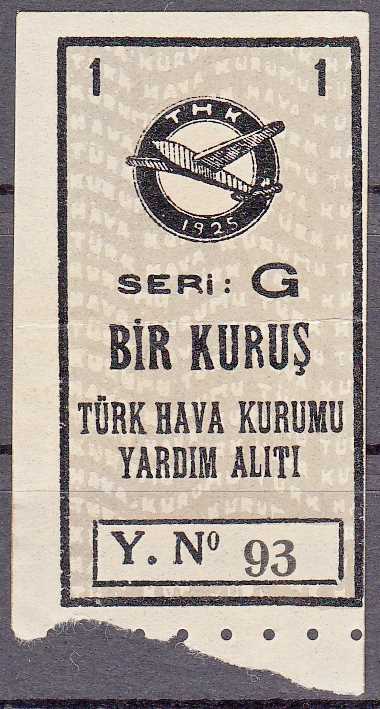 1 1
THK
1925
SERİ: G
BİR KURUŞ
TÜRK HAVA KURUMU
YARDIM ALITI
Y. Nº 93